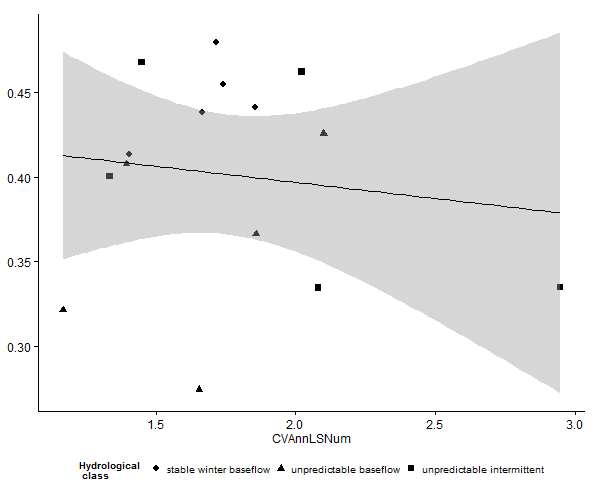 0.45
0.40
0.35
0.30
1.5 2.0 2.5 3.0
CVAnnLSNum
Hydrological
class
stable winter baseflow unpredictable baseflow unpredictable intermittent